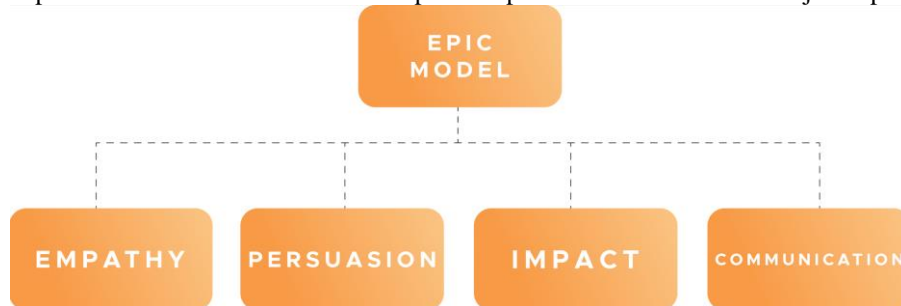 EPIC
MODEL
EMPATHY
PERSUASION
IMPACT
COMMUNICATION